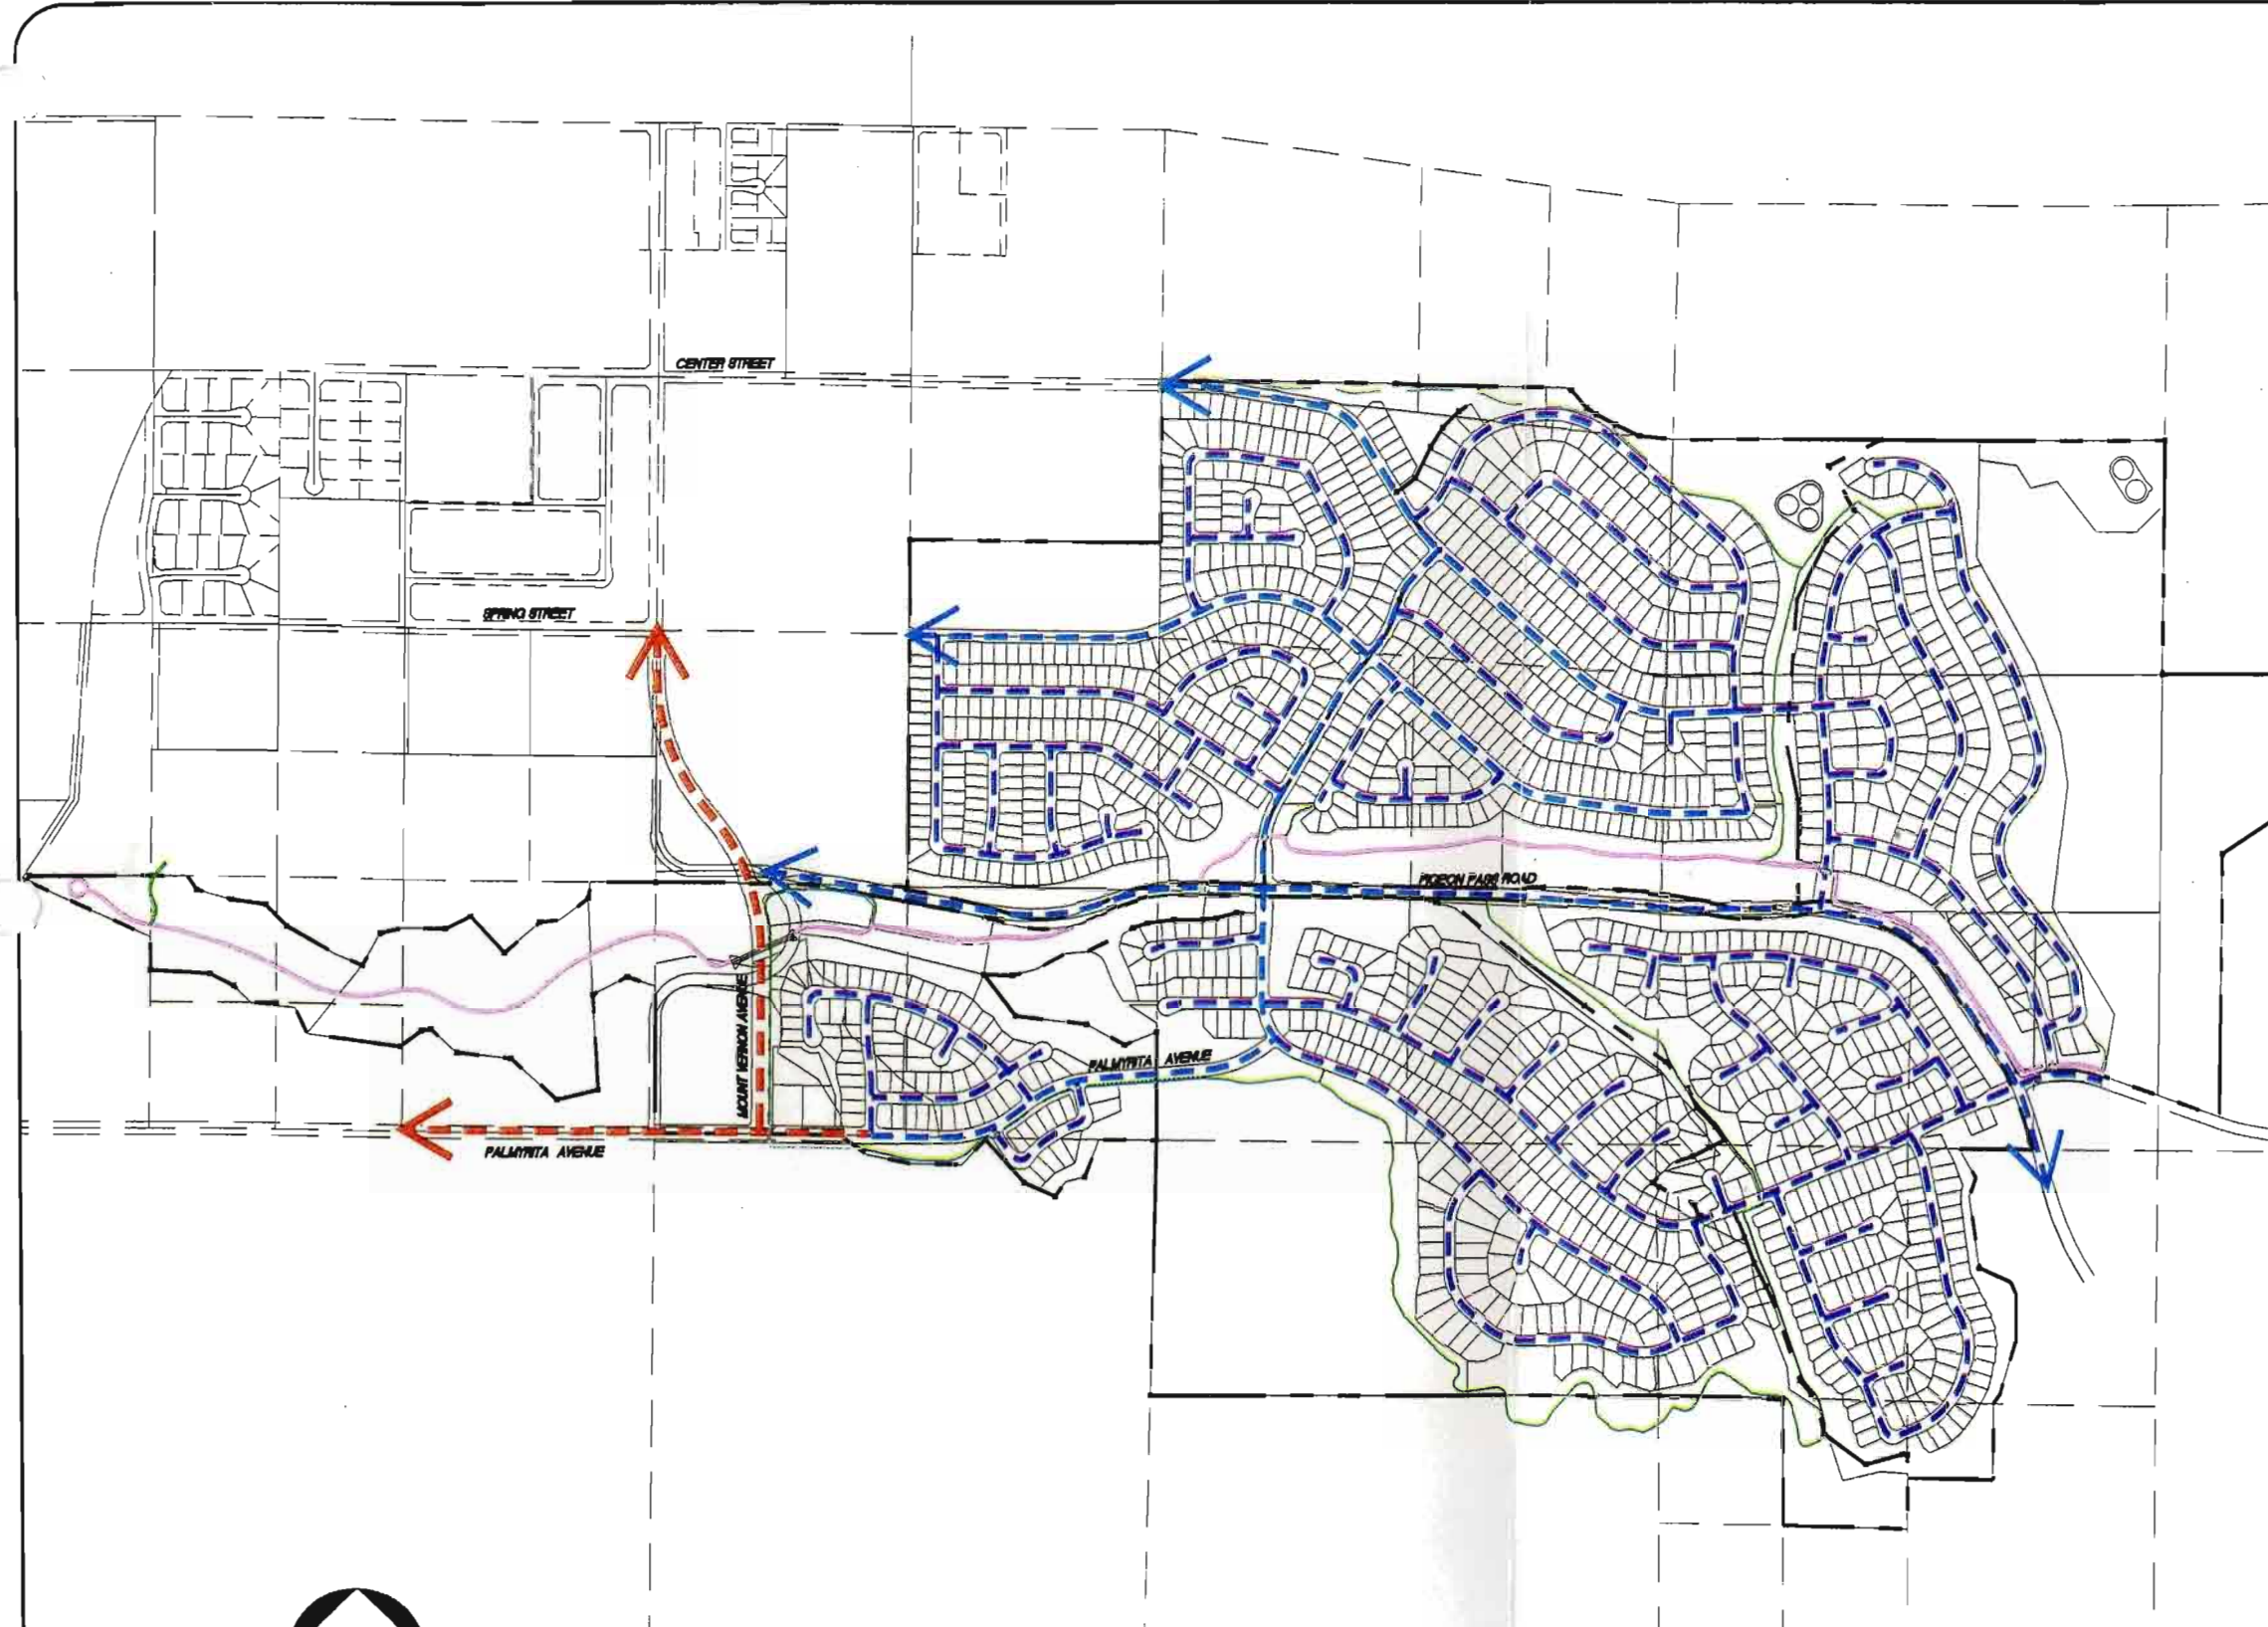 CENTER STREET
SPRING STREET
PIGEON PASS ROAD
MOUNT VERNON AVENUE
PALMYRITA AVENUE
PALMYRITA AVENUE